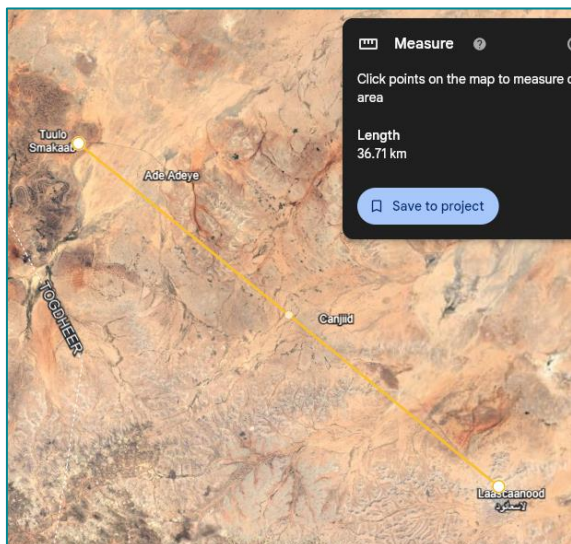 Measure
Click points on the map to measure
area
Length
36.71 km
Save to project
Tuulo
Smakaab
Ade Adeye
TOGDHEER
Canjiid
Laascaanood
لاسعنود